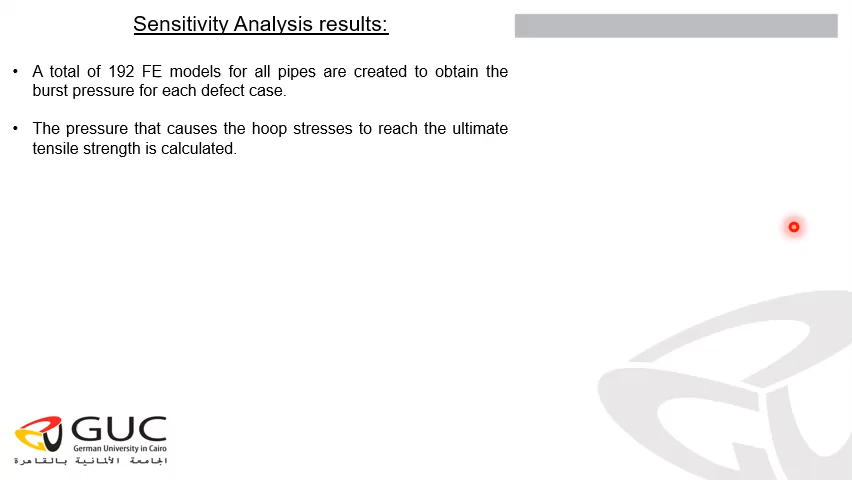 Sensitivity Analysis results:
• A total of 192 FE models for all pipes are created to obtain the
burst pressure for each defect case.
• The pressure that causes the hoop stresses to reach the ultimate
tensile strength is calculated.
GUC
German University in Cairo
الجامعة الألمانية بالقاهرة